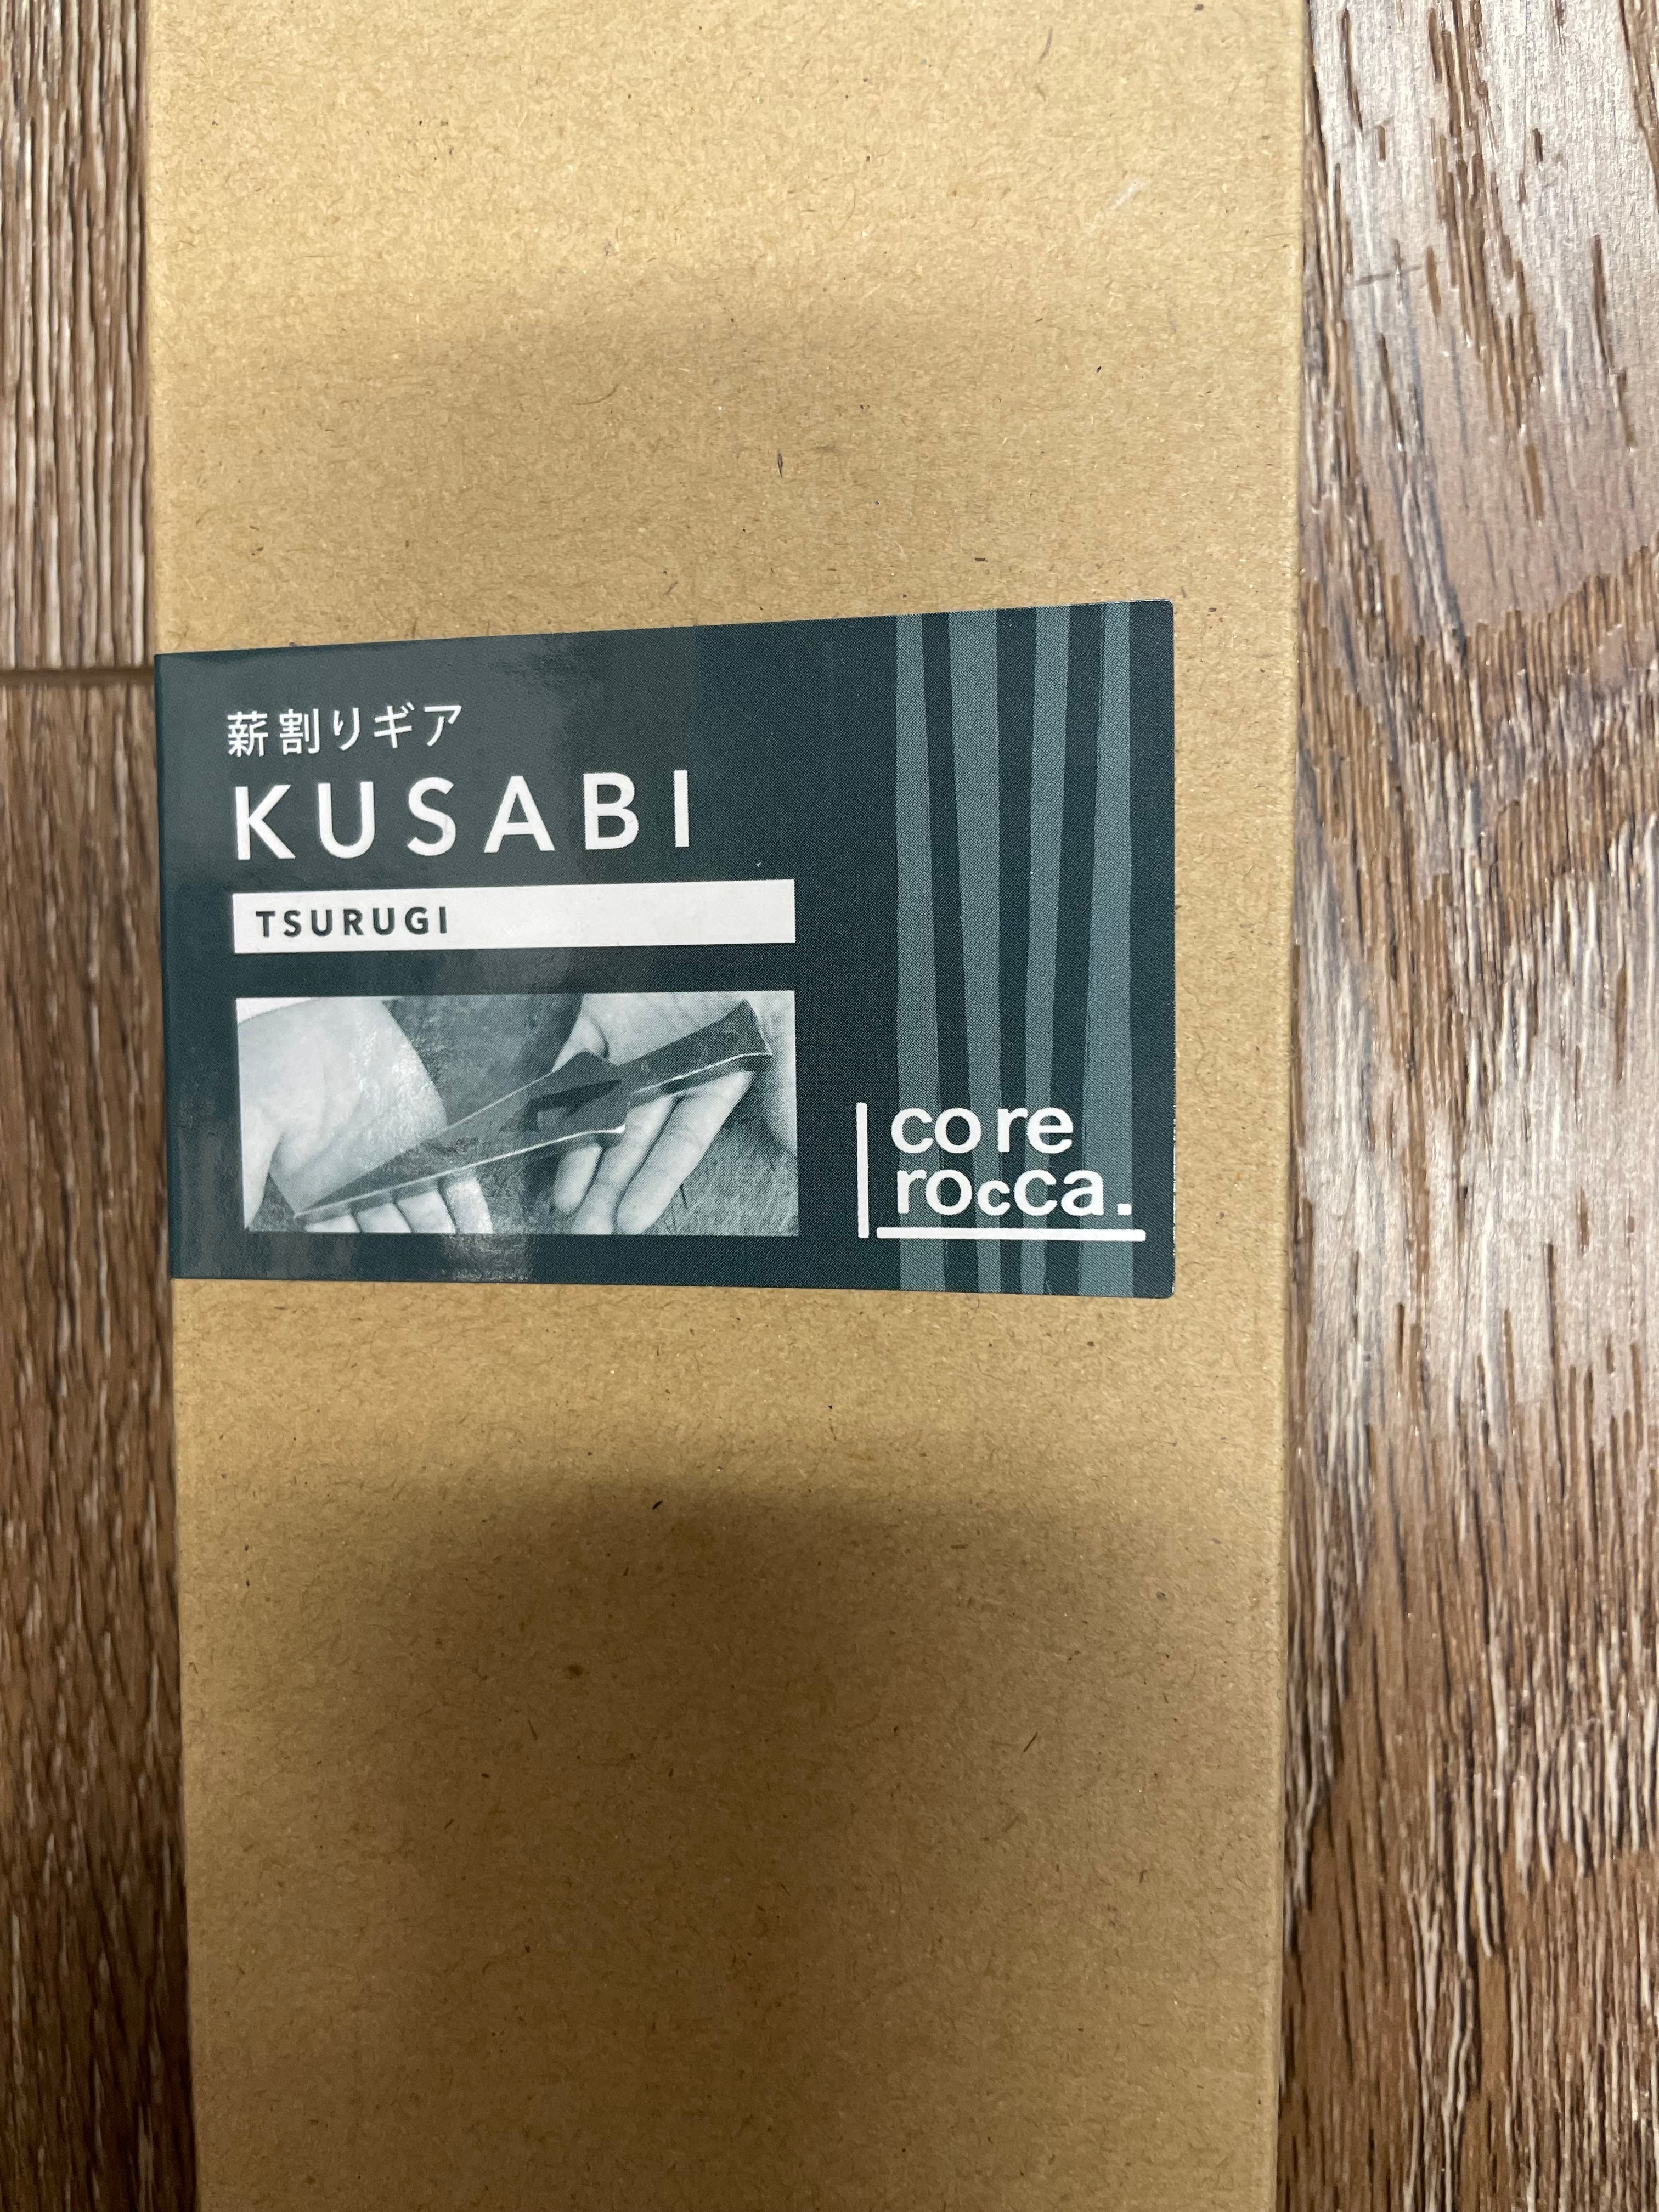 薪割りギア
KUSABI
TSURUGI
core
rocca.